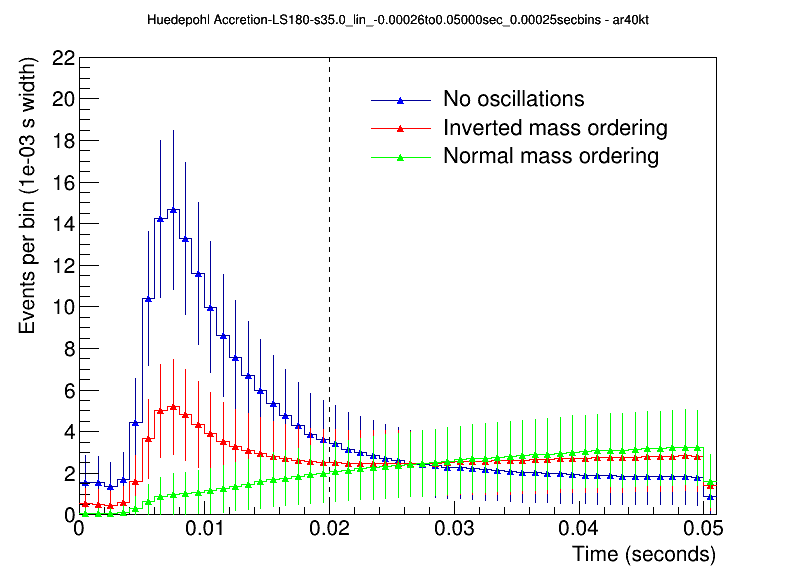 Huedepohl Accretion-LS180-s35.0_lin_-0.00026to0.05000sec_0.00025secbins - ar40kt
Events per bin (1e-03 s width)
22
20
18
16
14
12
10
8
6
4
2
0
No oscillations
Inverted mass ordering
Normal mass ordering
0 0.01 0.02 0.03 0.04 0.05
Time (seconds)